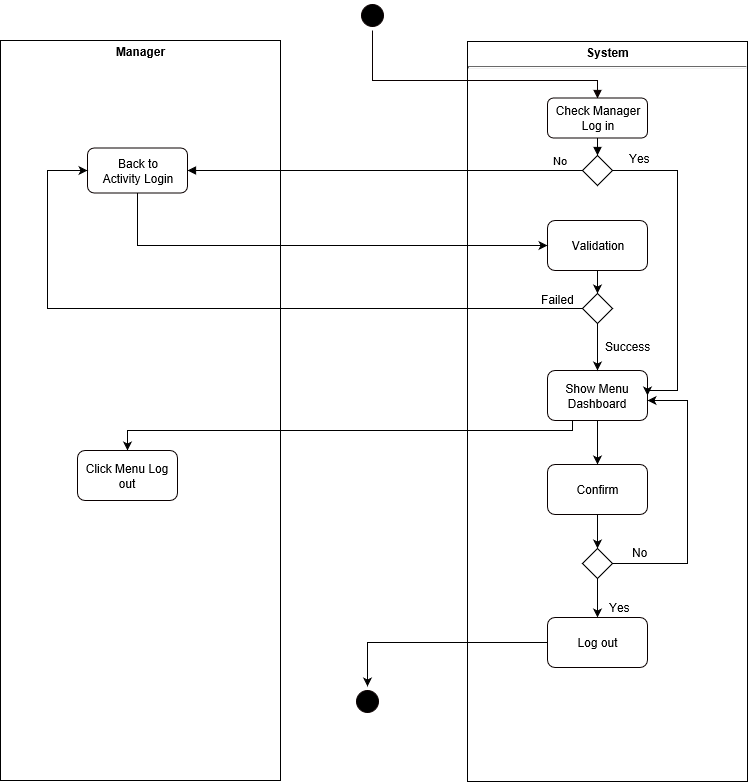 Manager
System
Check Manager
Log in
No
Yes
Back to
Activity Login
Validation
Failed
Success
Show Menu
Dashboard
Click Menu Log
out
Confirm
No
Yes
Log out